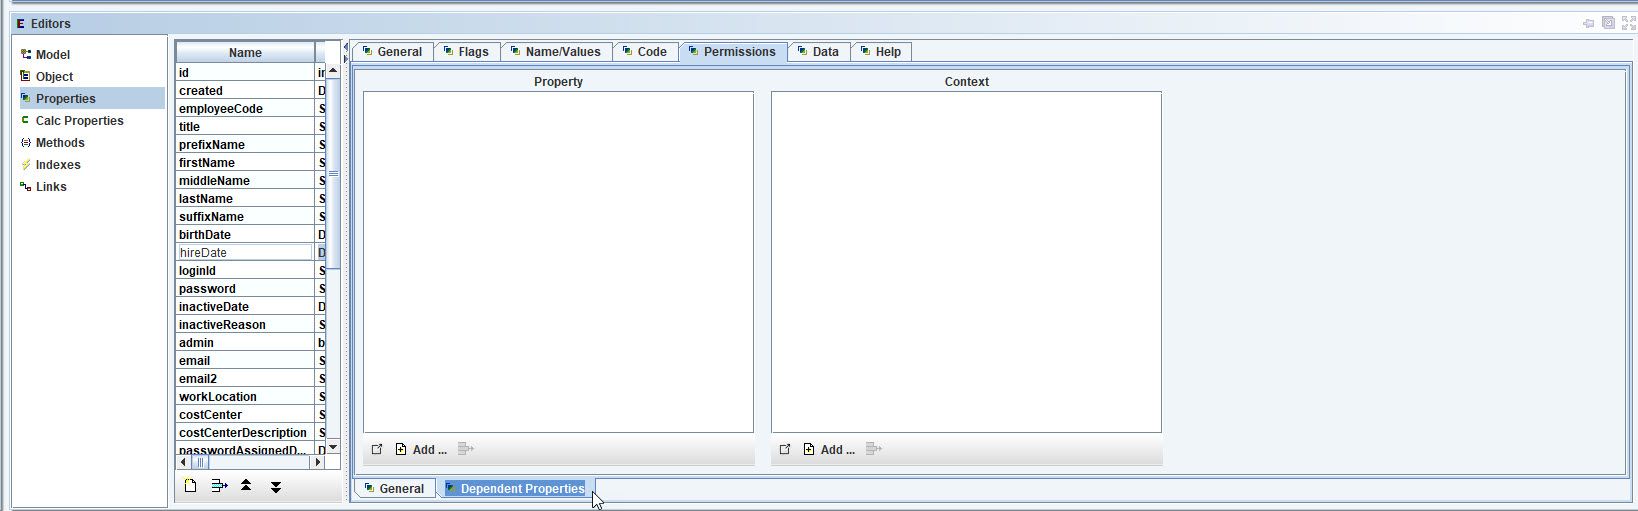 Editors
Model
Object
Properties
Calc Properties
Methods
Indexes
Links
Name
id
created D
employeeCode S
title S
prefixName S
firstName S
middleName S
lastName S
suffixName S
birthDate D
hireDate D
loginId S
password S
inactiveDate D
inactiveReason S
admin b
email S
email2 S
workLocation S
costCenter S
costCenterDescription S
passwordAssignedD... D
General Flags Name/Values Code Permissions Data Help
Property Context
Add ... Add ...
General Dependent Properties